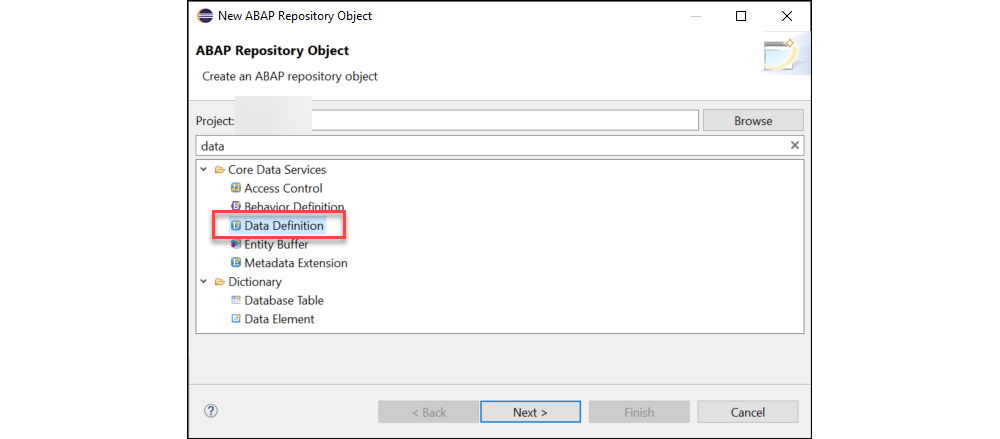 New ABAP Repository Object
ABAP Repository Object
Create an ABAP repository object
Project:
Browse
data
Core Data Services
Access Control
Behavior Definition
Data Definition
Entity Buffer
Metadata Extension
Dictionary
Database Table
Data Element
< Back
Next >
Finish
Cancel